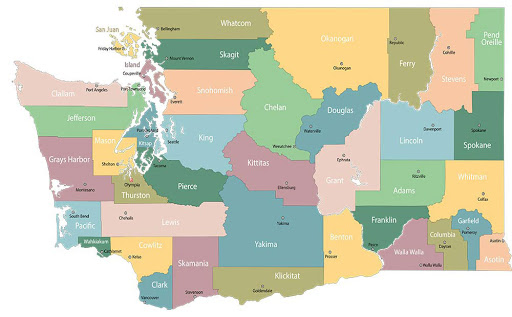 San Juan
Friday Harbor
Whatcom
Bellingham
Okanogan
Okanogan
Ferry
Republic
Stevens
Colville
Pend
Oreille
Newport
Skagit
Mount Vernon
Island
Coupeville
Snohomish
Everett
Clallam
Port Angeles
Port Townsend
Jefferson
Chelan
Wenatchee
Douglas
Waterville
Lincoln
Davenport
Spokane
Spokane
Grays Harbor
Montesano
Mason
Shelton
Kitsap
Port Orchard
King
Seattle
Kittitas
Ellensburg
Grant
Ephrata
Adams
Ritzville
Whitman
Colfax
Pierce
Tacoma
Thurston
Olympia
Pacific
South Bend
Lewis
Chehalis
Yakima
Yakima
Benton
Prosser
Franklin
Pasco
Walla Walla
Walla Walla
Columbia
Dayton
Garfield
Pomeroy
Asotin
Asotin
Wahkiakum
Cathlamet
Cowlitz
Kelso
Skamania
Stevenson
Klickitat
Goldendale
Clark
Vancouver